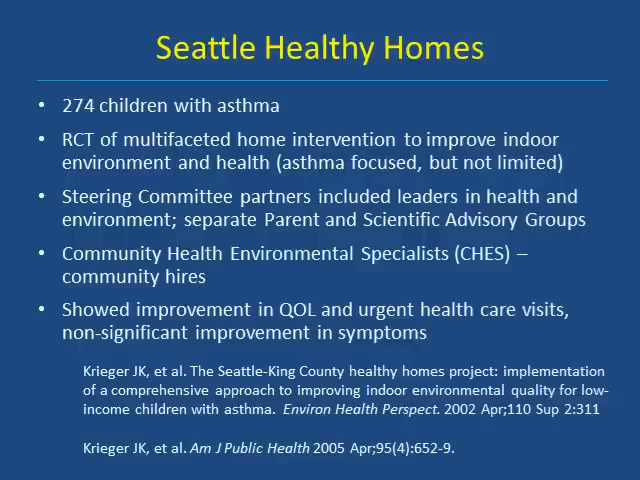 Seattle Healthy Homes
• 274 children with asthma
• RCT of multifaceted home intervention to improve indoor
environment and health (asthma focused, but not limited)
• Steering Committee partners included leaders in health and
environment; separate Parent and Scientific Advisory Groups
• Community Health Environmental Specialists (CHES) –
community hires
• Showed improvement in QOL and urgent health care visits,
non-significant improvement in symptoms
Krieger JK, et al. The Seattle-King County healthy homes project: implementation
of a comprehensive approach to improving indoor environmental quality for low-
income children with asthma. Environ Health Perspect. 2002 Apr;110 Sup 2:311
Krieger JK, et al. Am J Public Health 2005 Apr;95(4):652-9.